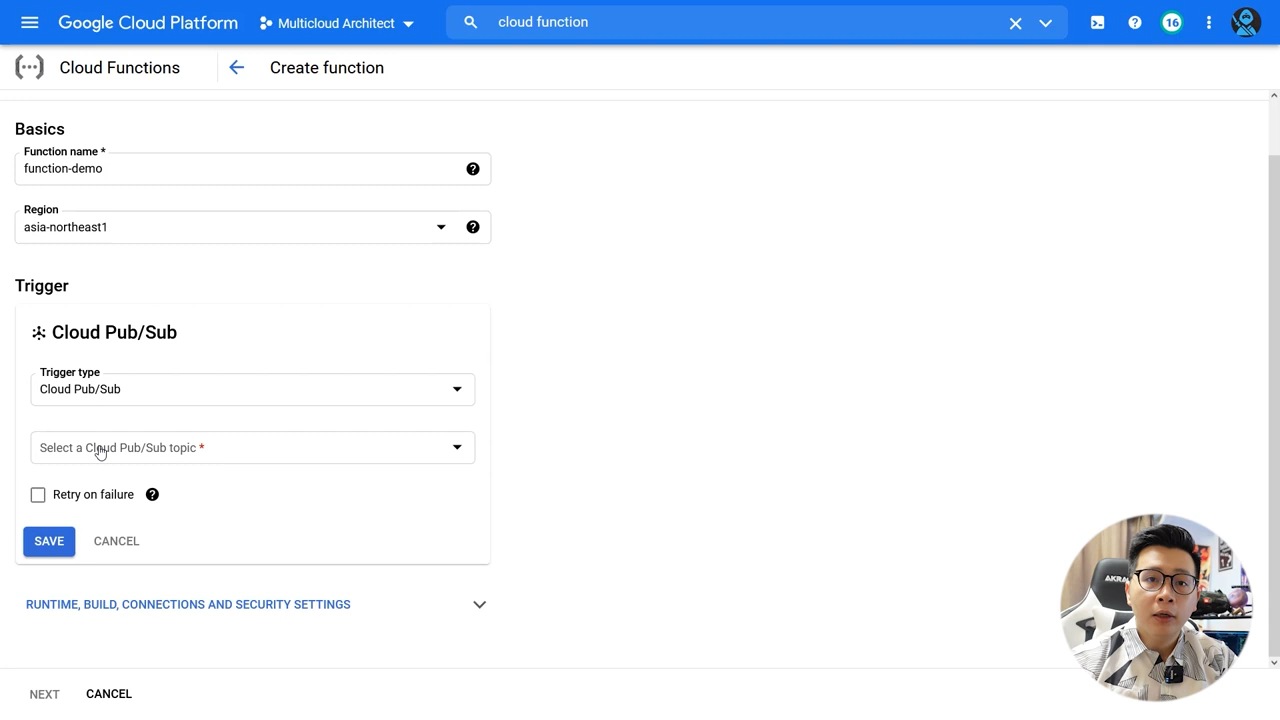 Google Cloud Platform
Multicloud Architect
cloud function
16
Cloud Functions
Create function
Basics
Function name *
function-demo
Region
asia-northeast1
Trigger
Cloud Pub/Sub
Trigger type
Cloud Pub/Sub
Select a Cloud Pub/Sub topic *
Retry on failure
SAVE
CANCEL
RUNTIME, BUILD, CONNECTIONS AND SECURITY SETTINGS
NEXT
CANCEL